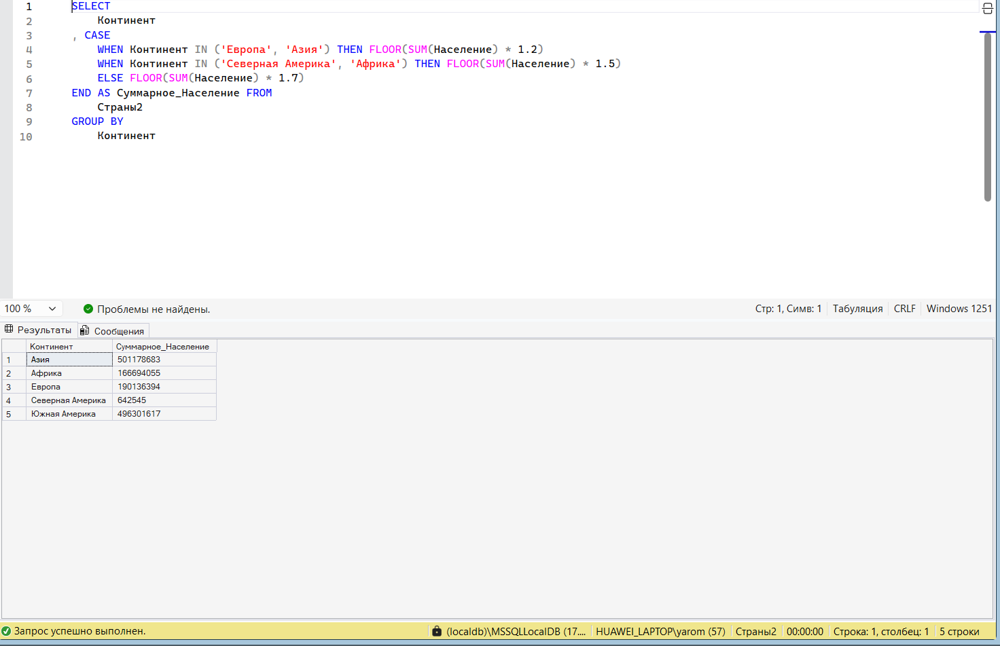 1 SELECT
2 Континент
3 , CASE
4 WHEN Континент IN ('Европа', 'Азия') THEN FLOOR(SUM(Население) * 1.2)
5 WHEN Континент IN ('Северная Америка', 'Африка') THEN FLOOR(SUM(Население) * 1.5)
6 ELSE FLOOR(SUM(Население) * 1.7)
7 END AS Суммарное_Население FROM
8 Страны2
9 GROUP BY
10 Континент
100 % Проблемы не найдены. Стр: 1, Симв: 1 Табуляция CRLF Windows 1251
Результаты Сообщения
Континент Суммарное_Население
1 Азия 501178683
2 Африка 166694055
3 Европа 190136394
4 Северная Америка 642545
5 Южная Америка 496301617
Запрос успешно выполнен. (localdb)\MSSQLLocalDB (17.... HUAWEI_LAPTOP\yarom (57) Страны2 00:00:00 Строка: 1, столбец: 1 5 строки